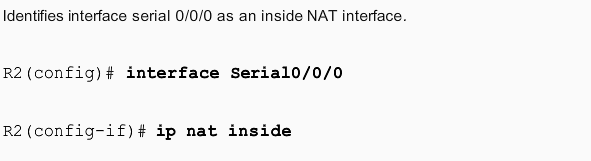 Identifies interface serial 0/0/0 as an inside NAT interface.
R2(config)# interface Serial0/0/0
R2(config-if)# ip nat inside